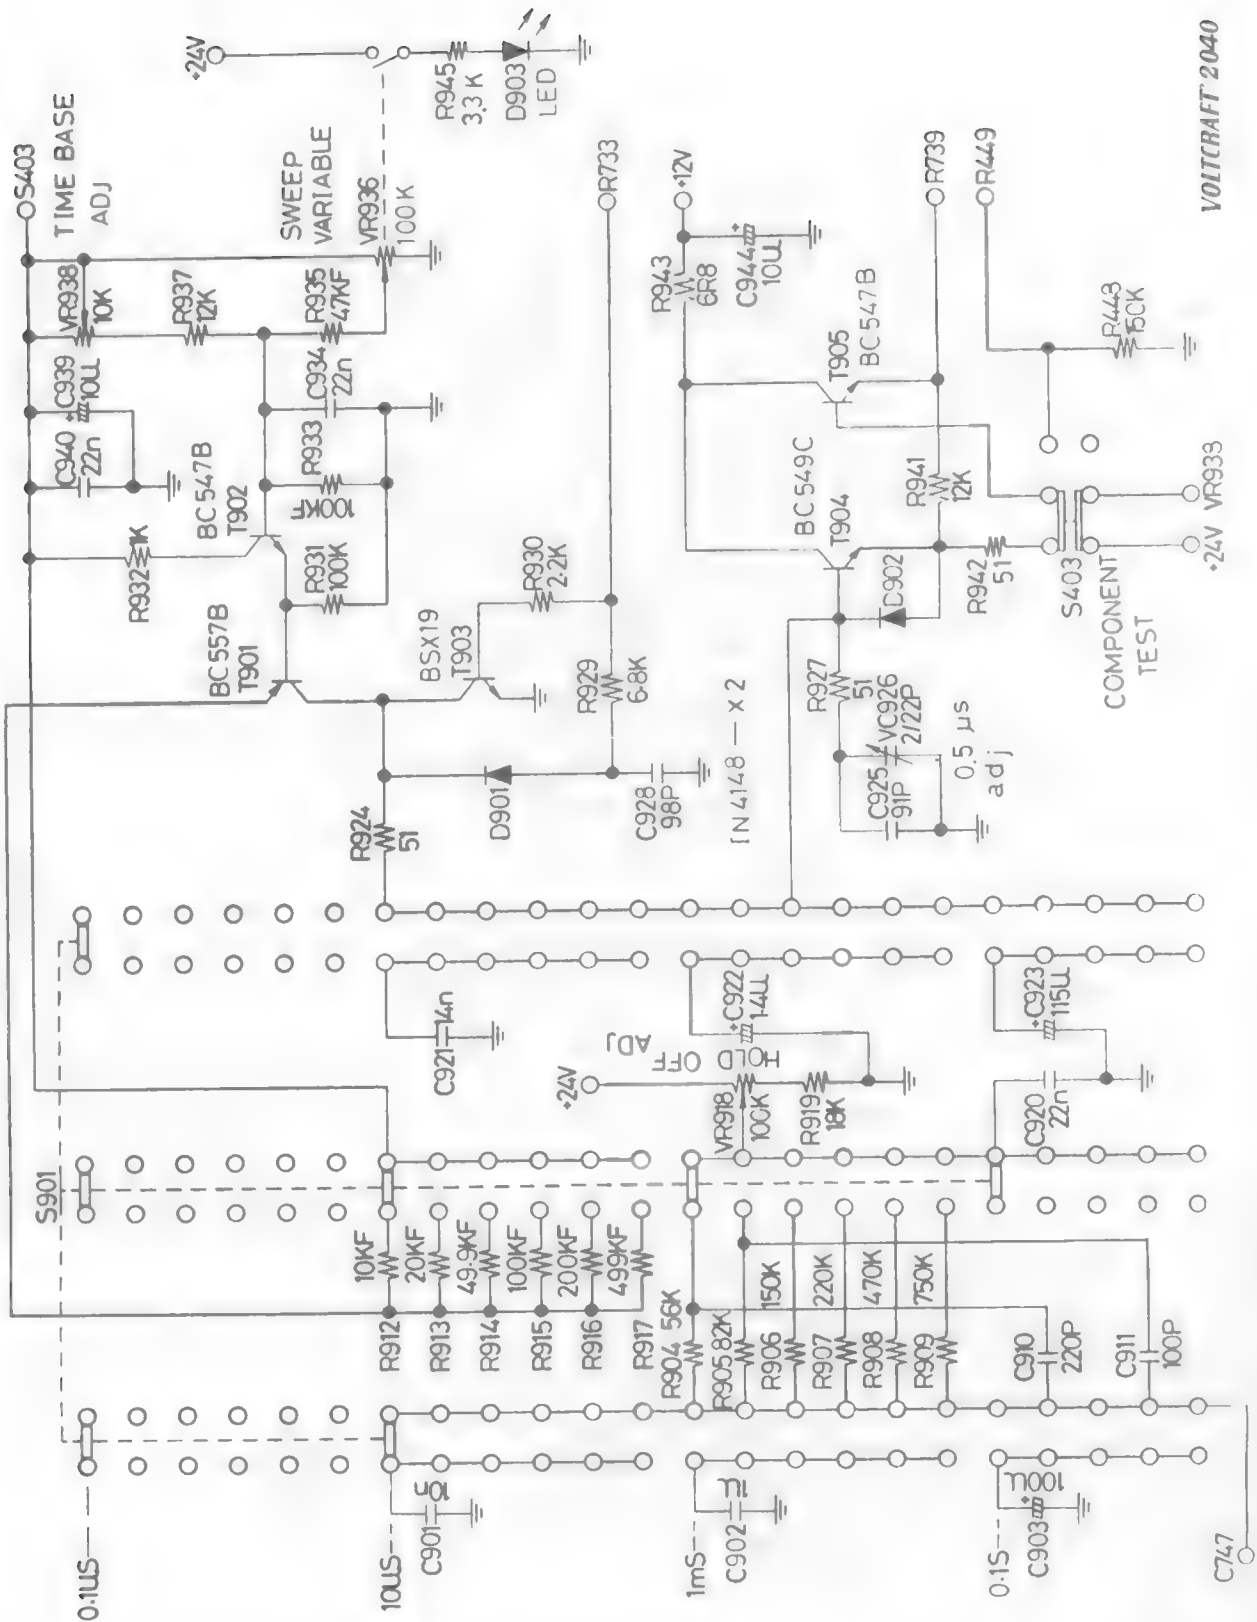 S403
TIME BASE
ADJ
VR938
10K
C939
+
10U
C940
22n
R932
1K
BC547B
T902
R937
12K
R935
47KF
SWEEP
VARIABLE
VR936
100K
+24V
R945
3.3K
D903
LED
C934
22n
R933
100KF
R931
100K
BC557B
T901
BSX19
T903
R930
2.2K
R929
6.8K
R733
R924
51
D901
C928
98P
IN4148 — x 2
R943
6R8
+12V
C944
+
10U
T905
BC547B
BC549C
T904
R941
12K
R739
R449
R448
150K
D902
R942
51
R927
51
VC926
2/22P
C925
91P
0.5 µs
adj
S403
COMPONENT
TEST
+24V
VR938
S901
C921
14n
+24V
HOLD OFF
ADJ
VR918
100K
R919
18K
C922
+
1.4U
C923
+
115U
C920
22n
R912
10KF
R913
20KF
R914
49.9KF
R915
100KF
R916
200KF
R917
499KF
R904 56K
R905 82K
R906
150K
R907
220K
R908
470K
R909
750K
C910
220P
C911
100P
0.1US
10US
C901
10n
1mS
C902
1U
0.1S
C903
+
100U
C747
VOLTCRAFT 2040